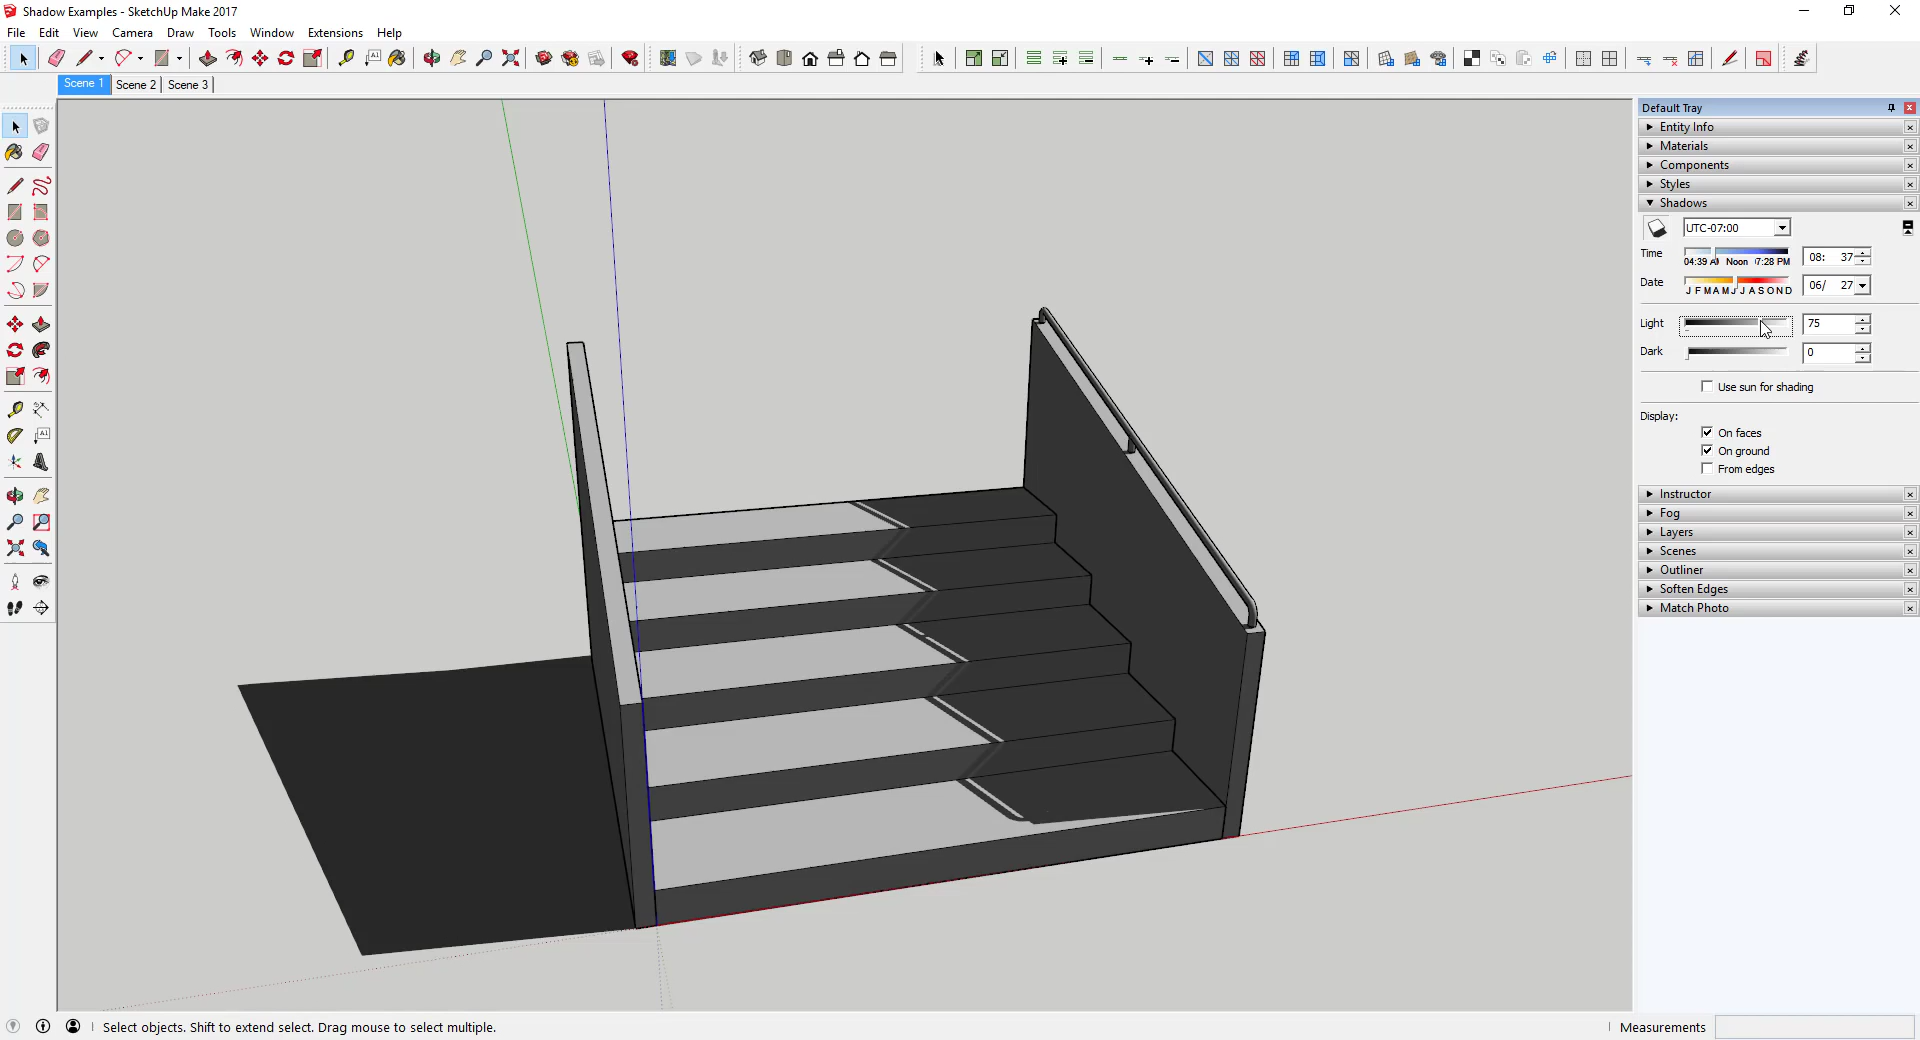 Shadow Examples - SketchUp Make 2017
File Edit View Camera Draw Tools Window Extensions Help
Scene 1 Scene 2 Scene 3
Default Tray
Entity Info
Materials
Components
Styles
Shadows
UTC-07:00
Time 08: 37
04:39 A Noon 7:28 PM
Date 06/ 27
J F M A M J J A S O N D
Light 75
Dark 0
Use sun for shading
Display:
On faces
On ground
From edges
Instructor
Fog
Layers
Scenes
Outliner
Soften Edges
Match Photo
Select objects. Shift to extend select. Drag mouse to select multiple.
Measurements